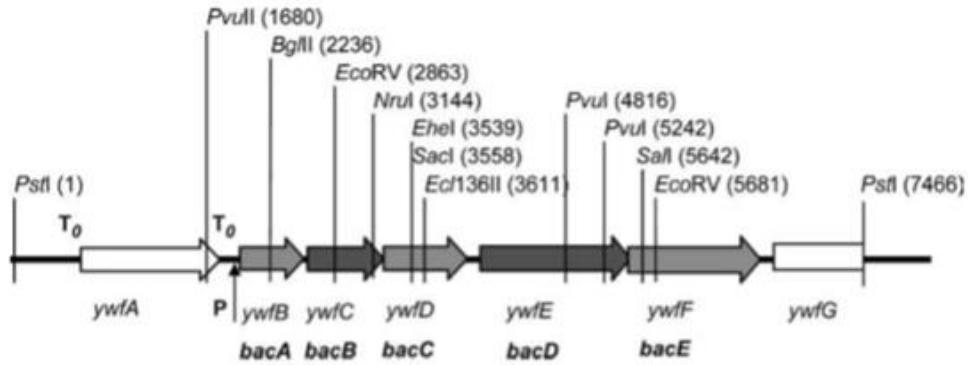 PvuII (1680)
BglII (2236)
EcoRV (2863)
NruI (3144) PvuI (4816)
EheI (3539) PvuI (5242)
SacI (3558) SalI (5642)
PstI (1) Ecl136II (3611) EcoRV (5681) PstI (7466)
T0 T0
ywfA P ywfB ywfC ywfD ywfE ywfF ywfG
bacA bacB bacC bacD bacE